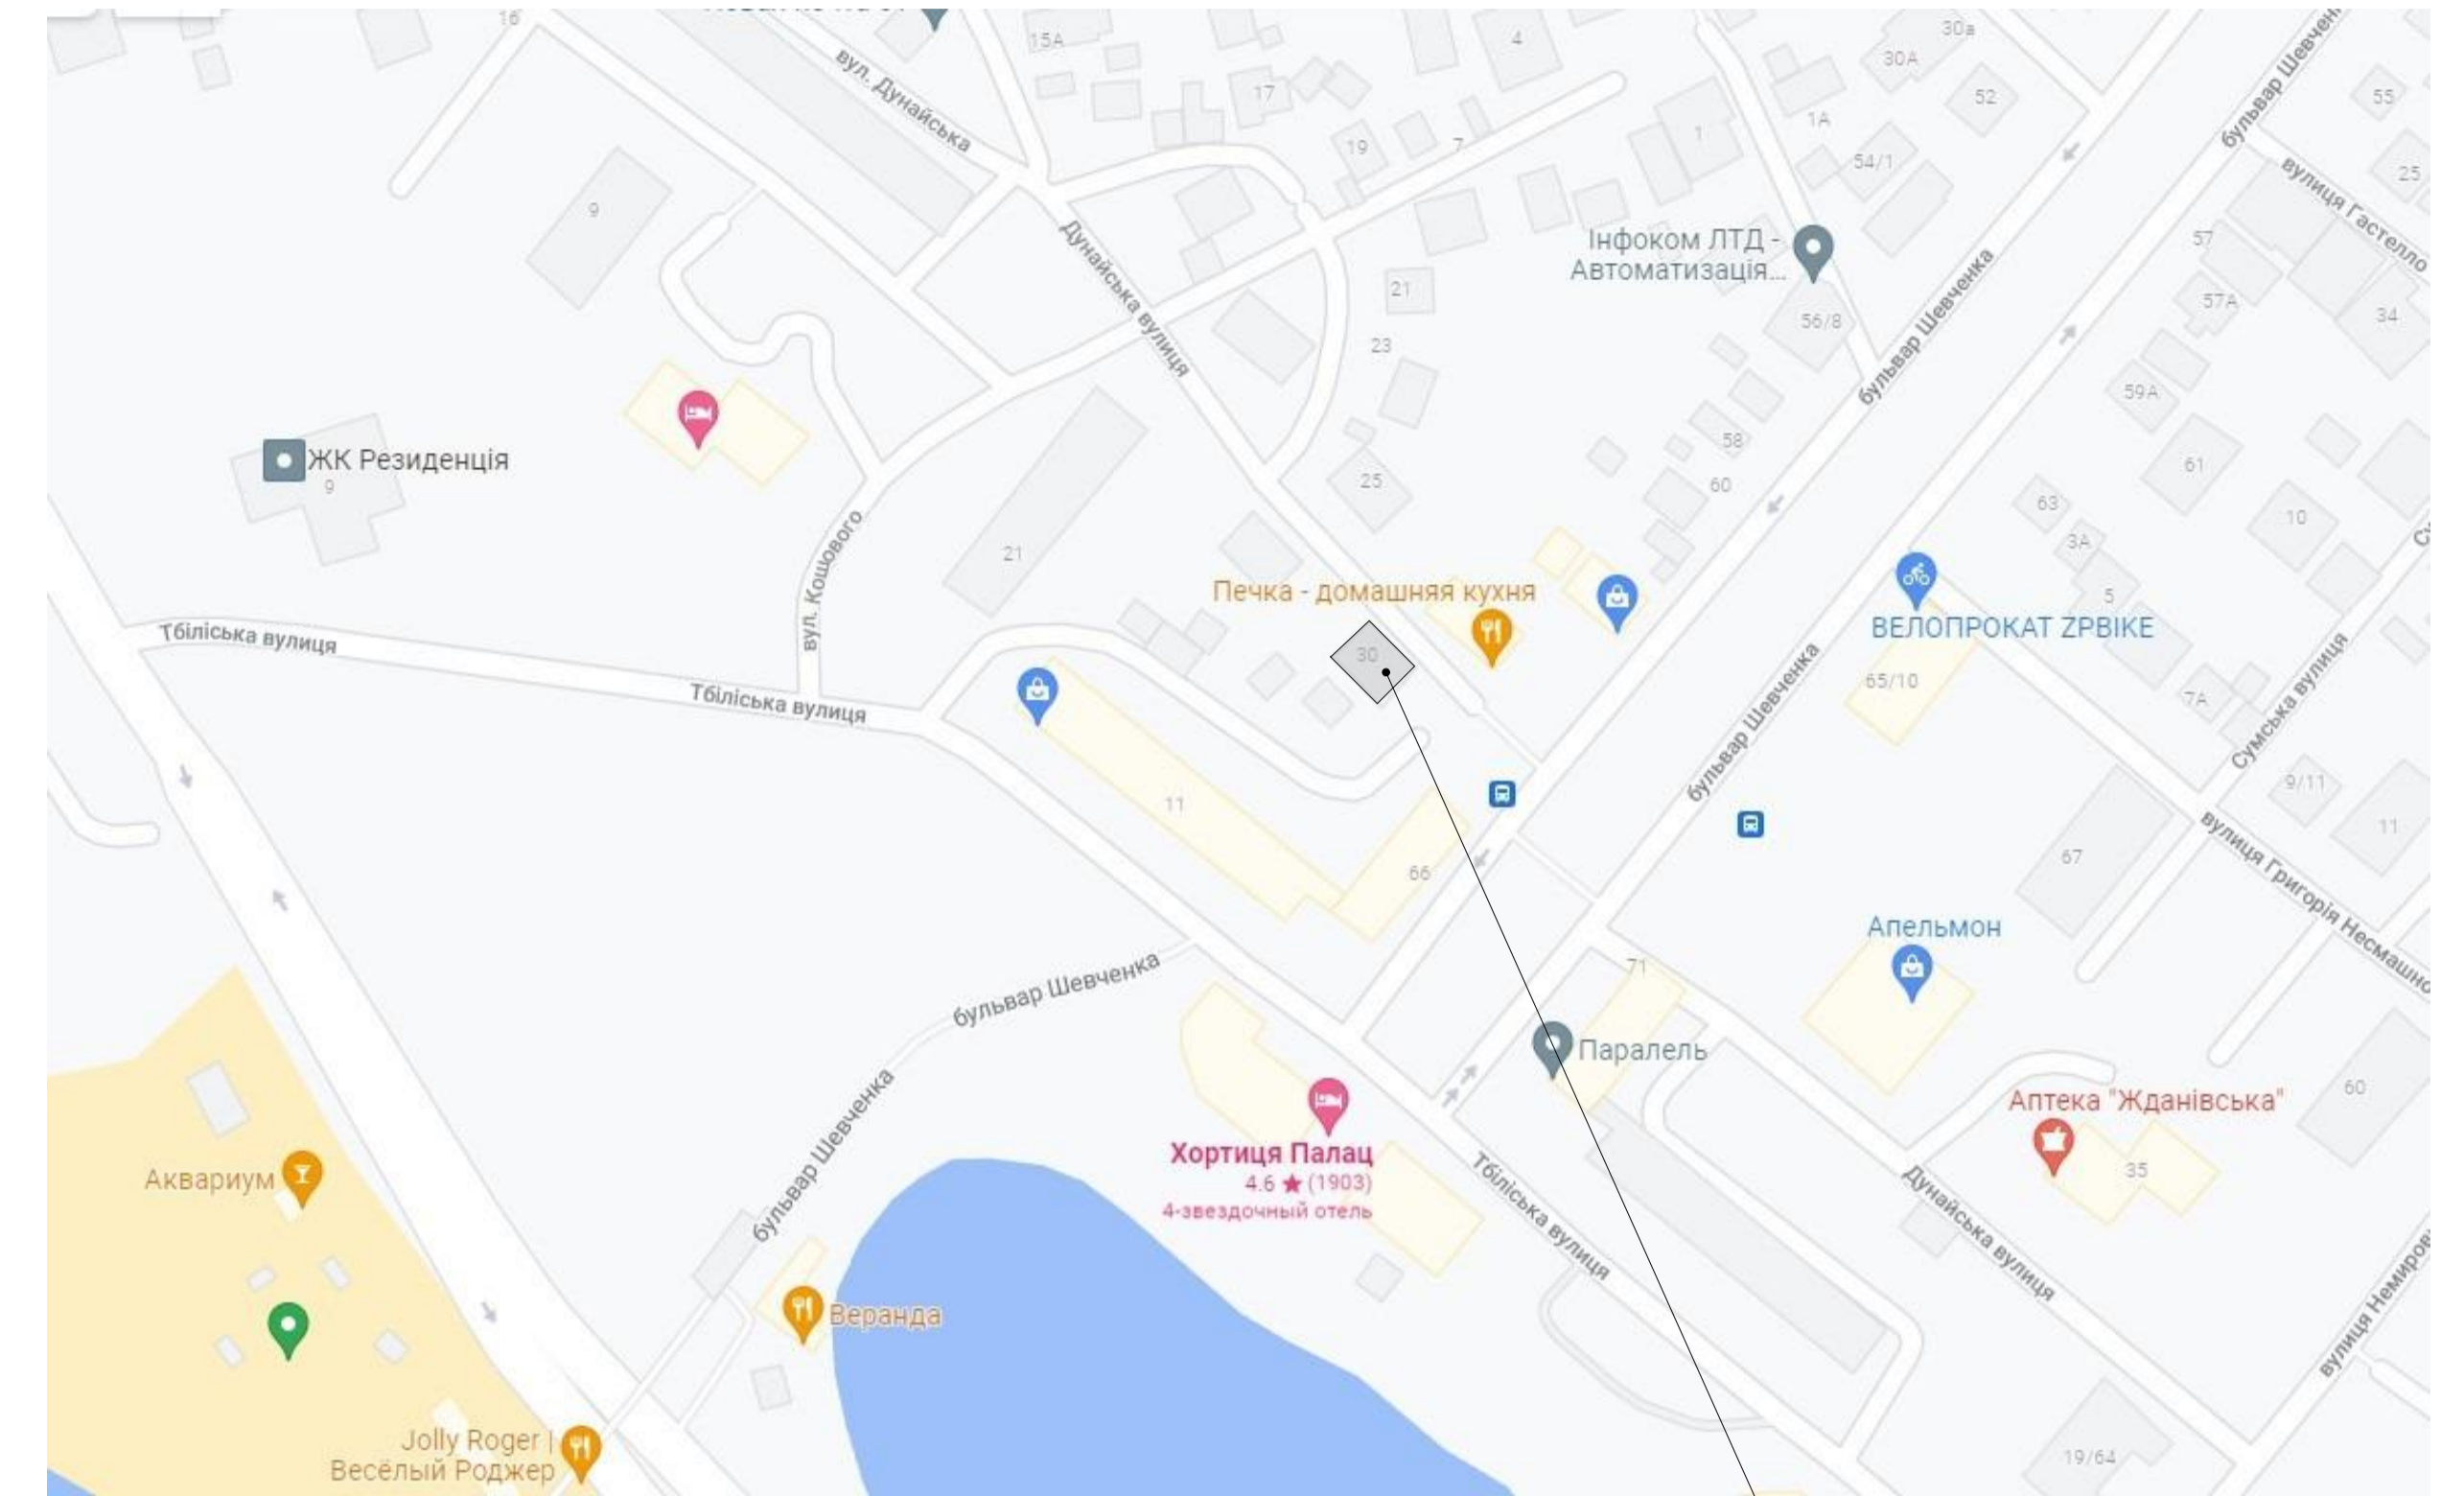 16
15А
4
30а
30А
вул. Дунайська
17
52
бульвар Шевченка
55
1А
1
19
7
54/1
вулиця Гастелло
25
9
Дунайська вулиця
Інфоком ЛТД -
Автоматизація...
57
21
57А
34
56/8
бульвар Шевченка
23
59А
ЖК Резиденція
9
58
61
25
60
63
10
вул. Кошового
21
3А
Печка - домашняя кухня
5
ВЕЛОПРОКАТ ZPBIKE
Тбіліська вулиця
30
65/10
Тбіліська вулиця
бульвар Шевченка
7А
Сумська вулиця
9/11
11
11
67
66
вулиця Григорія
Апельмон
71
бульвар Шевченка
Паралель
60
Аптека "Жданівська"
бульвар Шевченка
Хортиця Палац
4.6 ★ (1903)
4-звездочный отель
Аквариум
35
Тбіліська вулиця
Дунайська вулиця
Веранда
Jolly Roger |
Весёлый Роджер
19/64